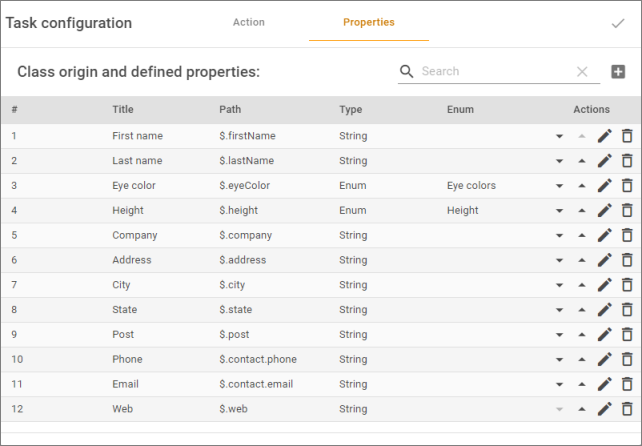 Task configuration Action Properties
Class origin and defined properties: Search
# Title Path Type Enum Actions
1 First name $.firstName String
2 Last name $.lastName String
3 Eye color $.eyeColor Enum Eye colors
4 Height $.height Enum Height
5 Company $.company String
6 Address $.address String
7 City $.city String
8 State $.state String
9 Post $.post String
10 Phone $.contact.phone String
11 Email $.contact.email String
12 Web $.web String